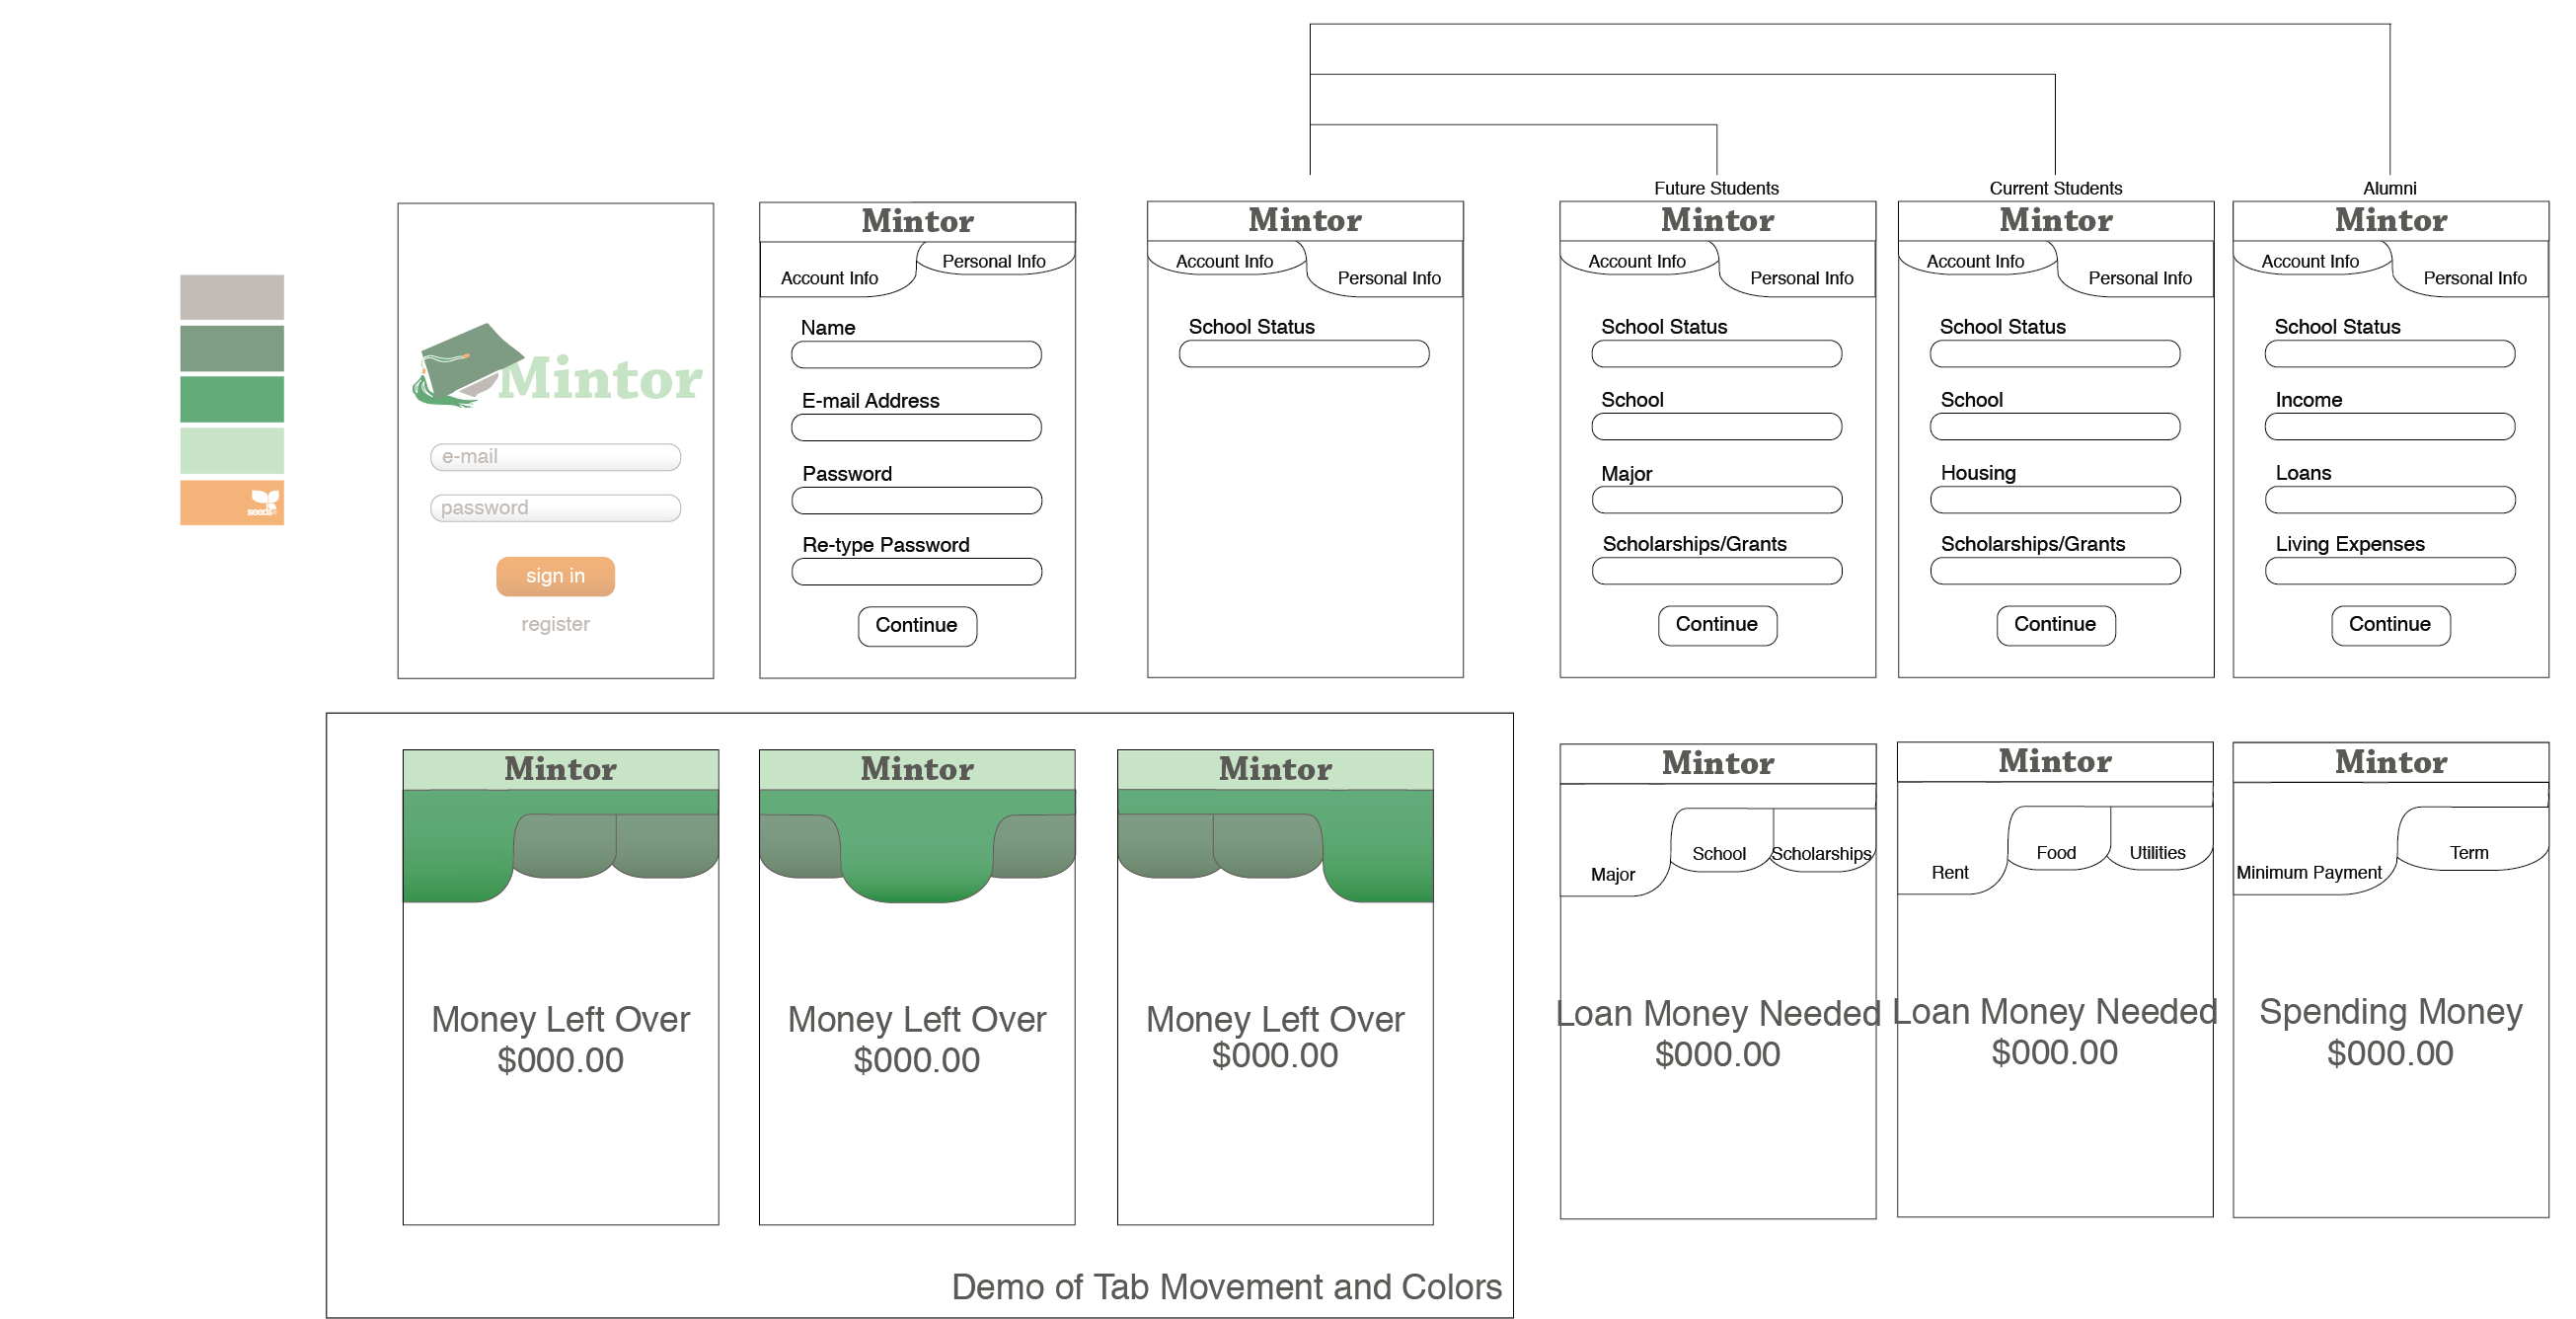 Future Students
Current Students
Alumni
seeds
Mintor
e-mail
password
sign in
register
Mintor
Account Info
Personal Info
Name
E-mail Address
Password
Re-type Password
Continue
Mintor
Account Info
Personal Info
School Status
Mintor
Account Info
Personal Info
School Status
School
Major
Scholarships/Grants
Continue
Mintor
Account Info
Personal Info
School Status
School
Housing
Scholarships/Grants
Continue
Mintor
Account Info
Personal Info
School Status
Income
Loans
Living Expenses
Continue
Mintor
Money Left Over
$000.00
Mintor
Money Left Over
$000.00
Mintor
Money Left Over
$000.00
Demo of Tab Movement and Colors
Mintor
Major
School
Scholarships
Loan Money Needed
$000.00
Mintor
Rent
Food
Utilities
Loan Money Needed
$000.00
Mintor
Minimum Payment
Term
Spending Money
$000.00